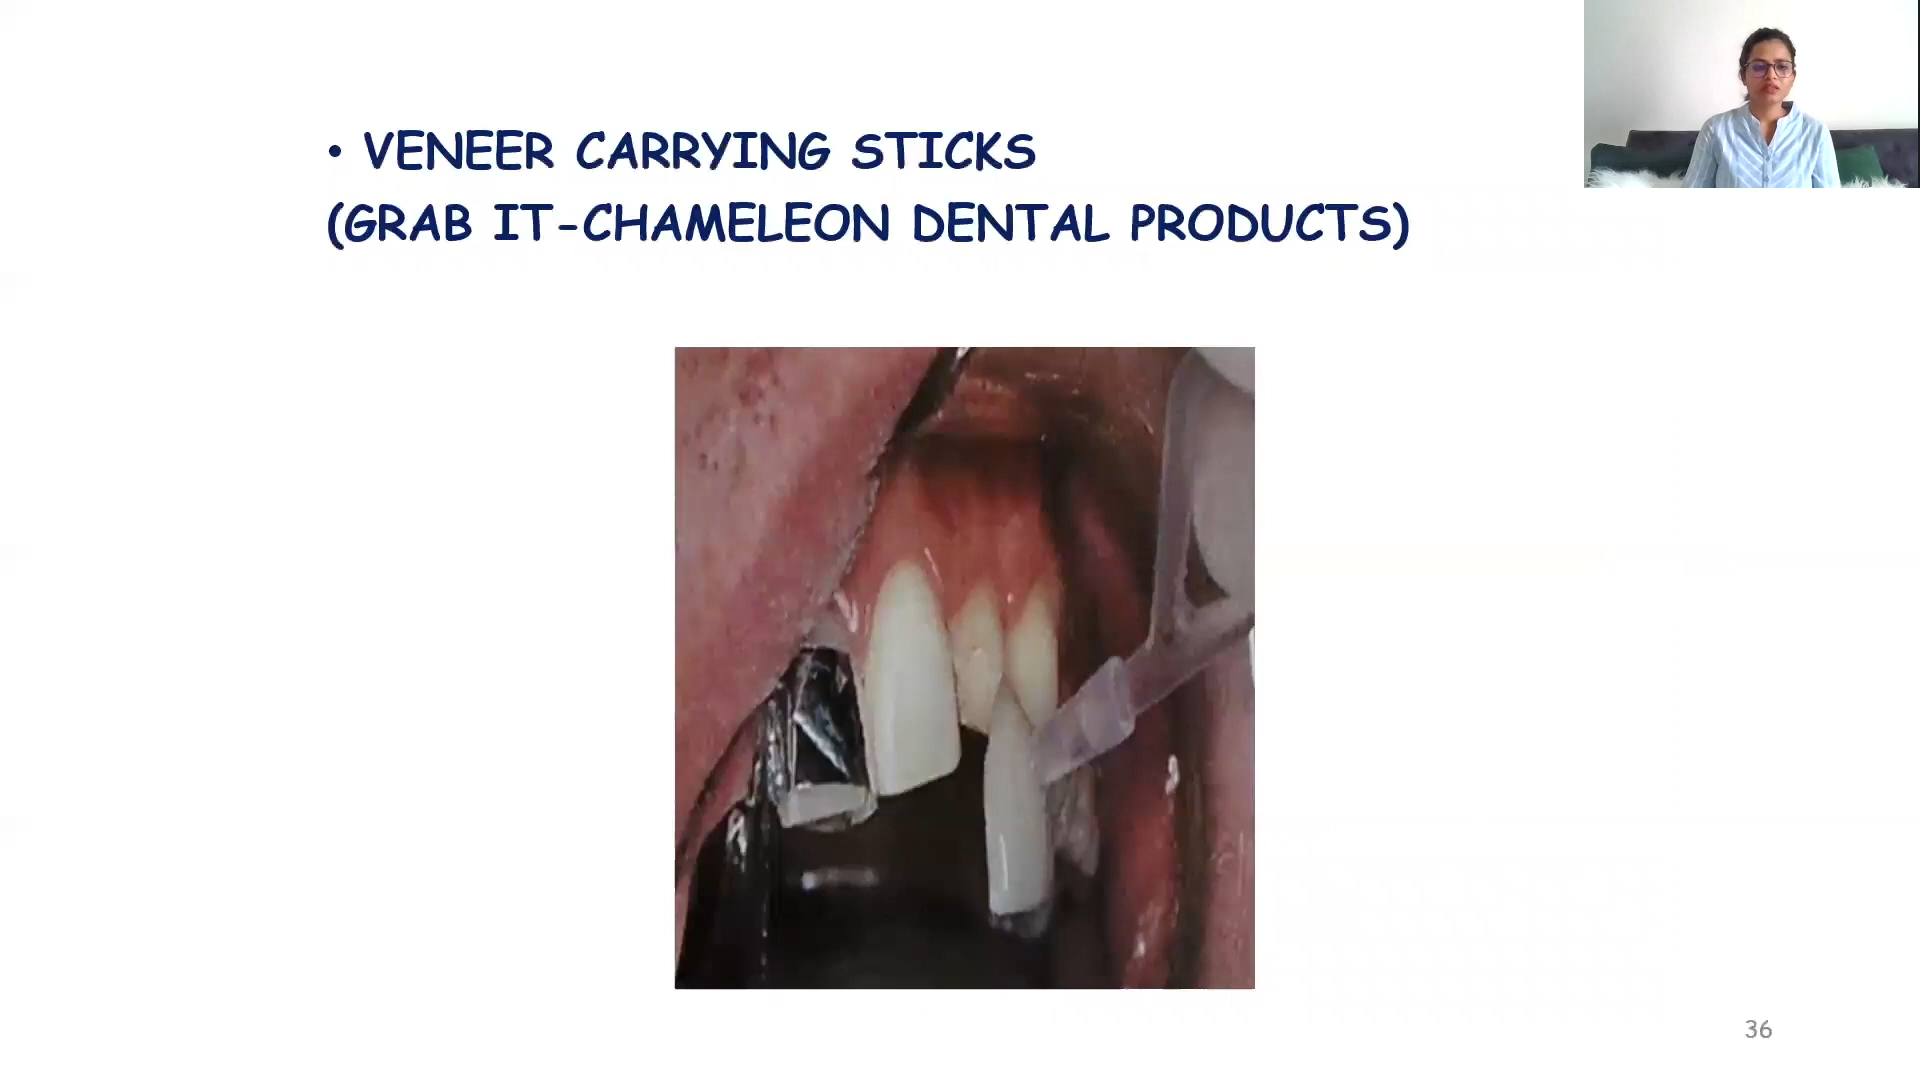 • VENEER CARRYING STICKS
(GRAB IT-CHAMELEON DENTAL PRODUCTS)
36